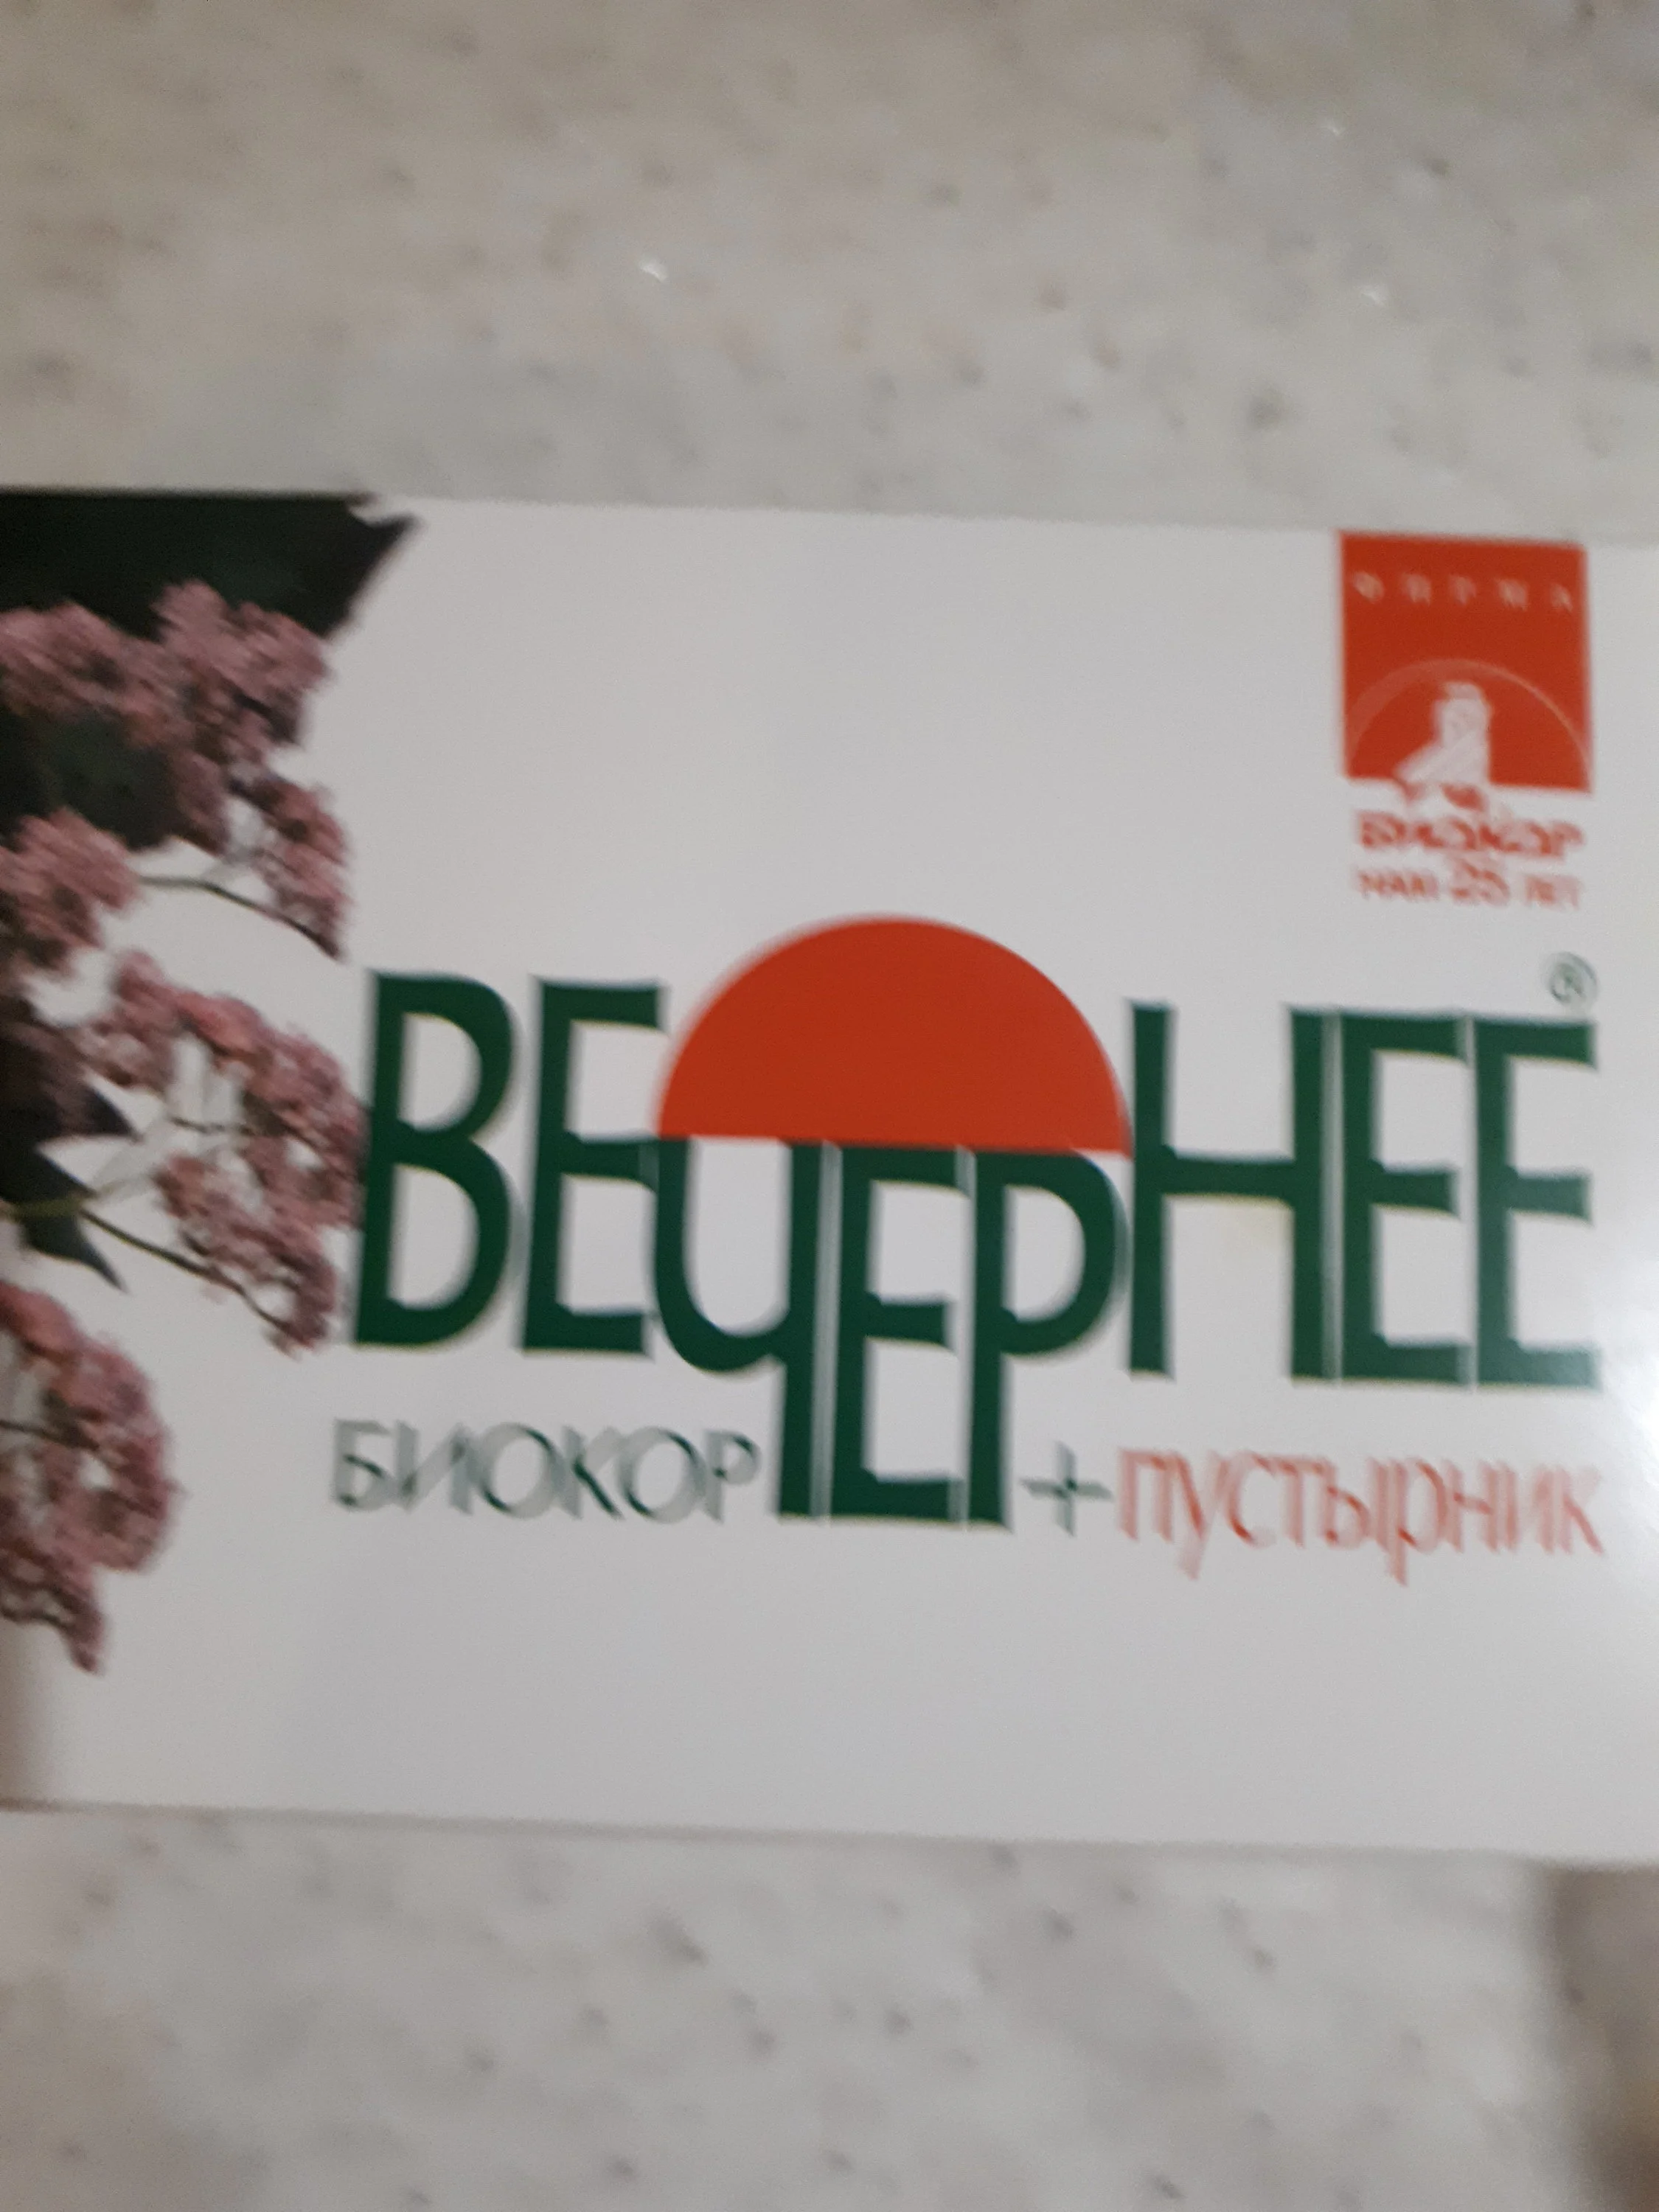 ФИРМА
БИОКОР
НАМ 25 ЛЕТ
ВЕЧЕРНЕЕ®
БИОКОР + ПУСТЫРНИК